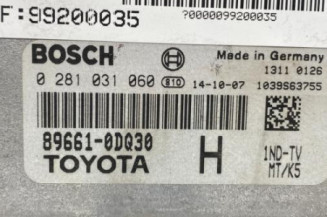 F:99200035 ?0000099200035
BOSCH Made in Germany
1311 0126
0 281 031 060 810 14-10-07 1039S63755
89661-0DQ30
TOYOTA H 1ND-TV
MT/K5